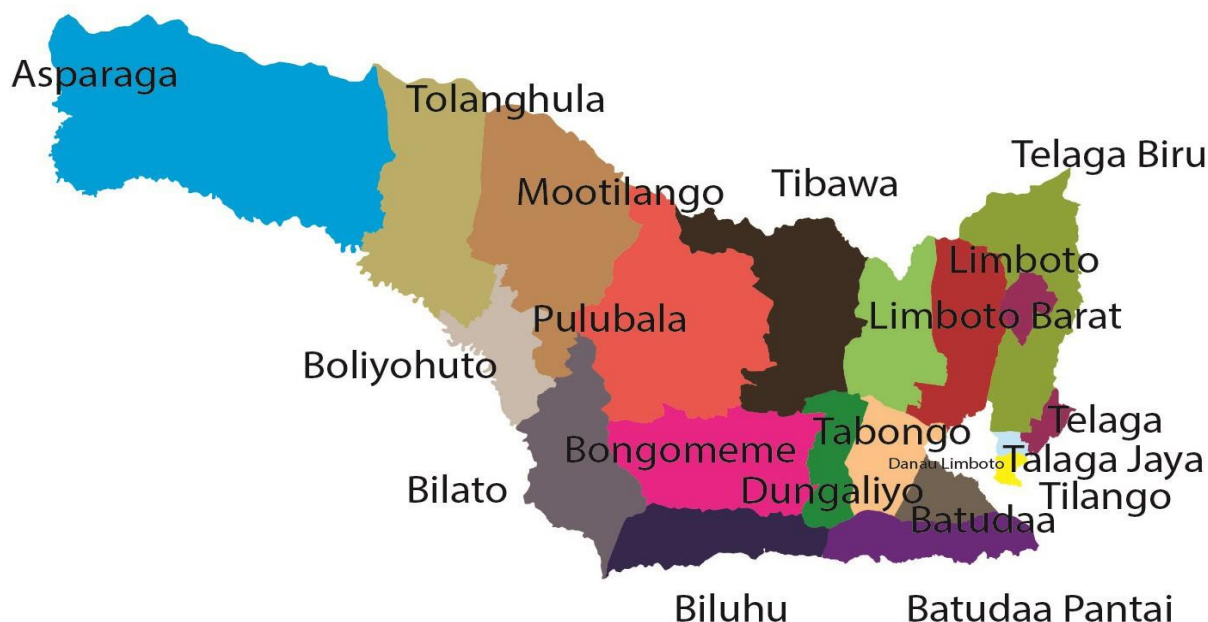 Asparaga
Tolanghula
Telaga Biru
Mootilango
Tibawa
Limboto
Pulubala
Limboto Barat
Boliyohuto
Telaga
Tabongo
Bongomeme
Danau Limboto
Talaga Jaya
Bilato
Dungaliyo
Tilango
Batudaa
Biluhu
Batudaa Pantai